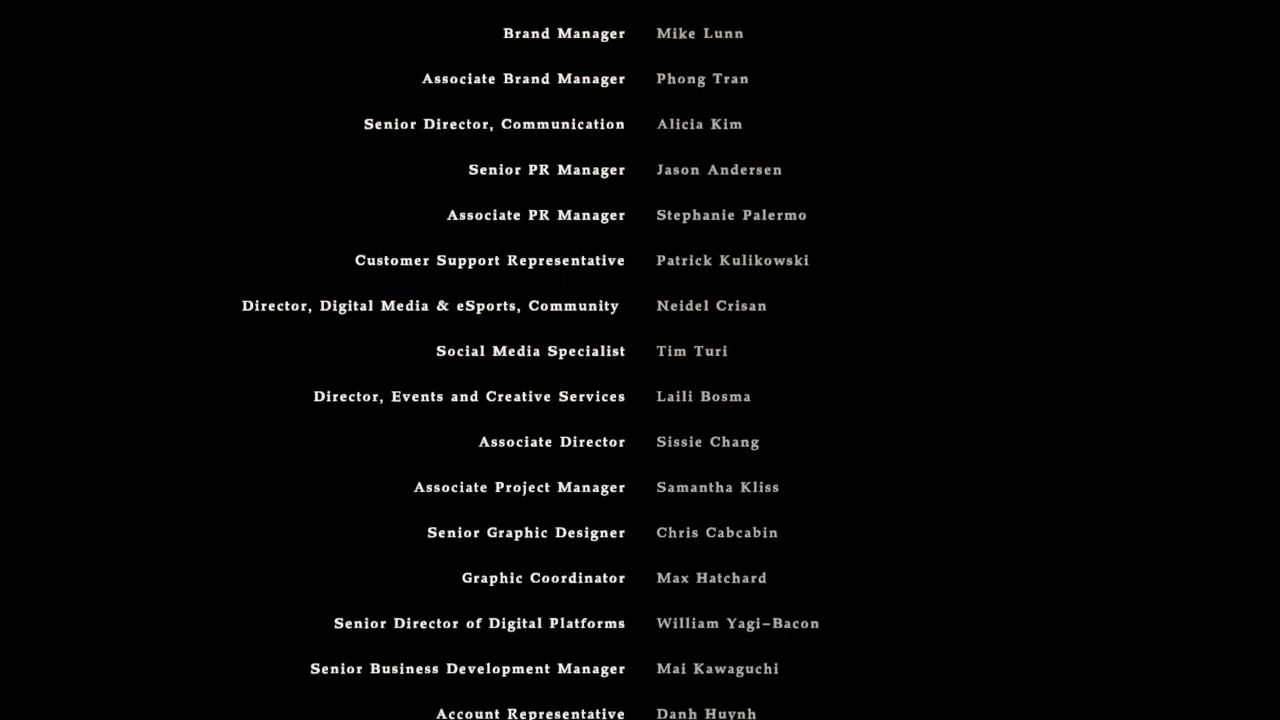 Brand Manager Mike Lunn
Associate Brand Manager Phong Tran
Senior Director, Communication Alicia Kim
Senior PR Manager Jason Andersen
Associate PR Manager Stephanie Palermo
Customer Support Representative Patrick Kulikowski
Director, Digital Media & eSports, Community Neidel Crisan
Social Media Specialist Tim Turi
Director, Events and Creative Services Laili Bosma
Associate Director Sissie Chang
Associate Project Manager Samantha Kliss
Senior Graphic Designer Chris Cabcabin
Graphic Coordinator Max Hatchard
Senior Director of Digital Platforms William Yagi-Bacon
Senior Business Development Manager Mai Kawaguchi
Account Representative Danh Huynh